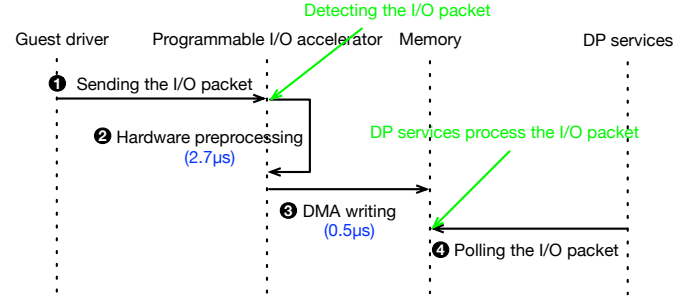 Detecting the I/O packet
Guest driver Programmable I/O accelerator Memory DP services
❶ Sending the I/O packet
❷ Hardware preprocessing
(2.7μs)
DP services process the I/O packet
❸ DMA writing
(0.5μs)
❹ Polling the I/O packet